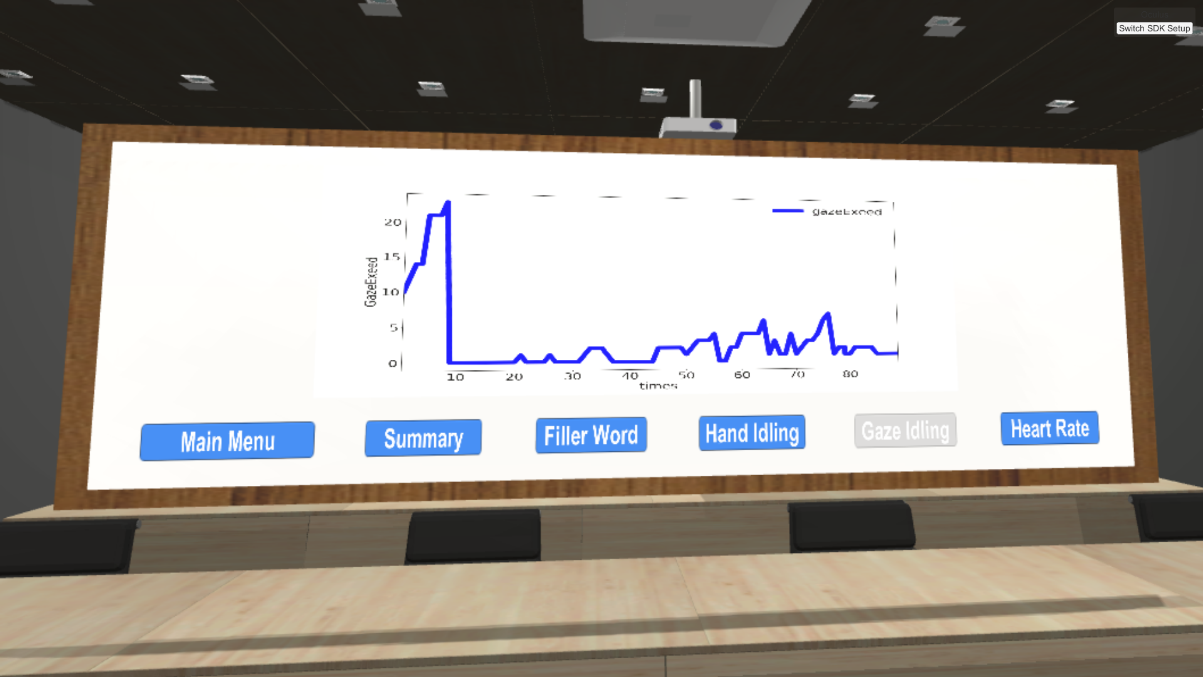 Switch SDK Setup
gazeExeed
GazeExeed
20
15
10
5
0
10 20 30 40 50 60 70 80
times
Main Menu
Summary
Filler Word
Hand Idling
Gaze Idling
Heart Rate